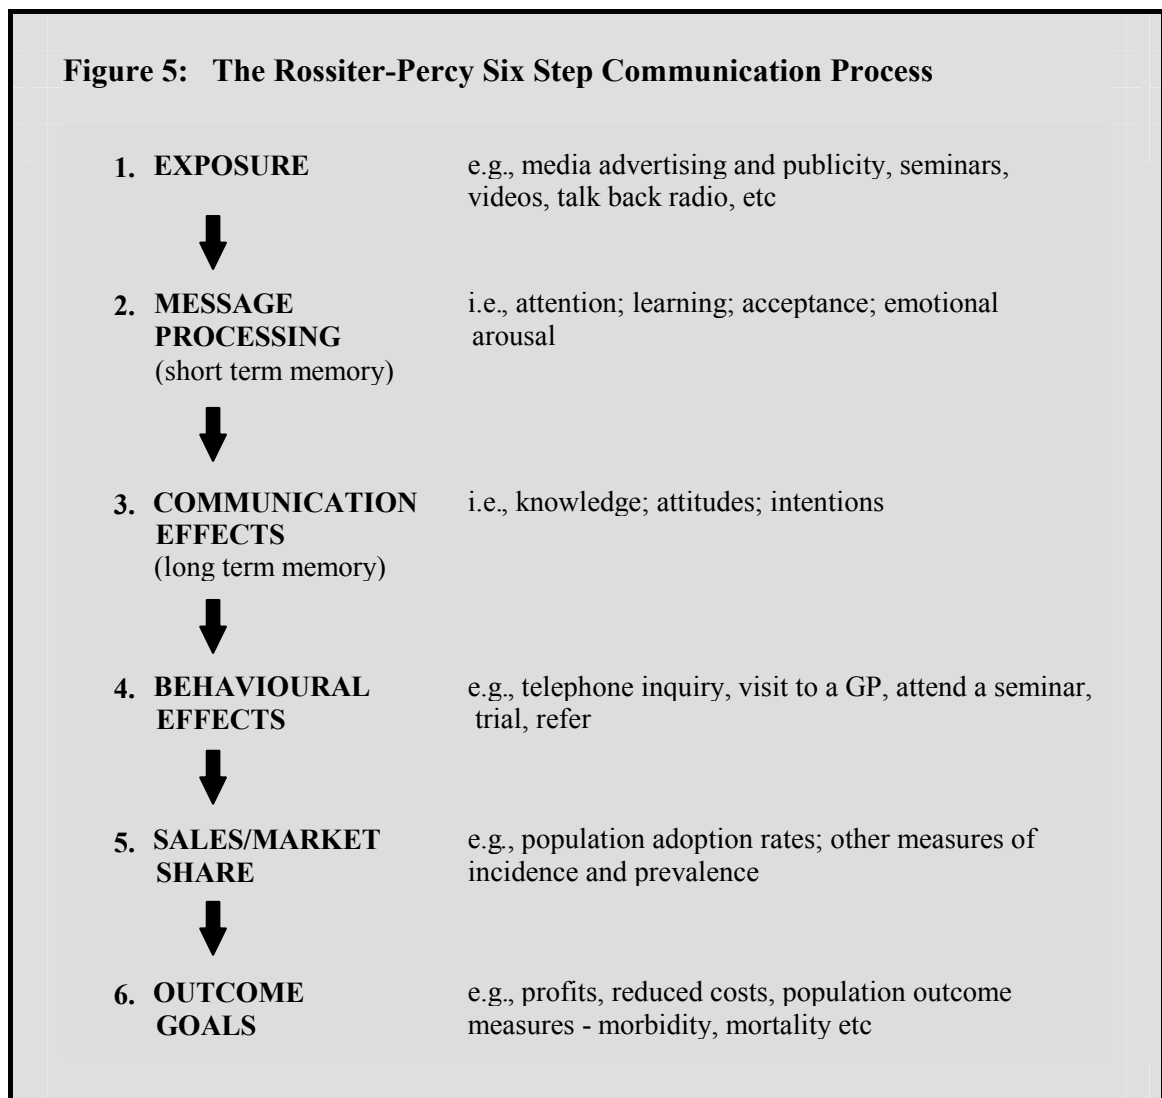 Figure 5:   The Rossiter-Percy Six Step Communication Process
1. EXPOSURE
e.g., media advertising and publicity, seminars,
videos, talk back radio, etc
2. MESSAGE
PROCESSING
(short term memory)
i.e., attention; learning; acceptance; emotional
arousal
3. COMMUNICATION
EFFECTS
(long term memory)
i.e., knowledge; attitudes; intentions
4. BEHAVIOURAL
EFFECTS
e.g., telephone inquiry, visit to a GP, attend a seminar,
trial, refer
5. SALES/MARKET
SHARE
e.g., population adoption rates; other measures of
incidence and prevalence
6. OUTCOME
GOALS
e.g., profits, reduced costs, population outcome
measures - morbidity, mortality etc